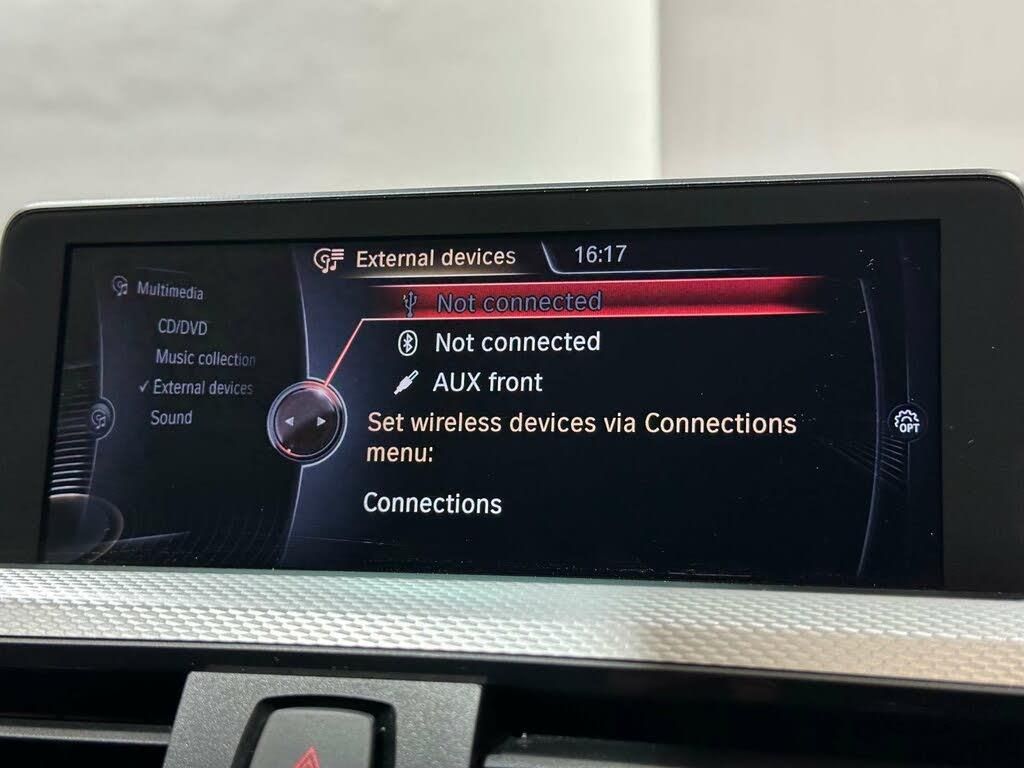 External devices
16:17
Multimedia
CD/DVD
Music collection
External devices
Sound
Not connected
Not connected
AUX front
Set wireless devices via Connections
menu:
Connections
OPT